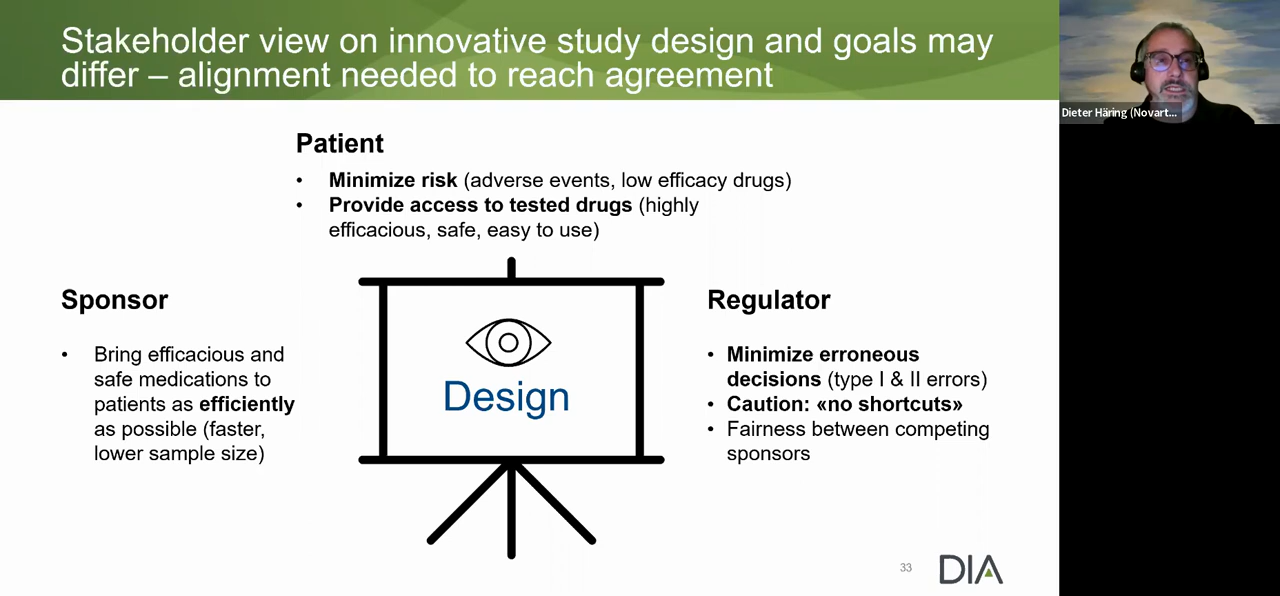 Stakeholder view on innovative study design and goals may
differ – alignment needed to reach agreement
Dieter Häring (Novart...
Patient
• Minimize risk (adverse events, low efficacy drugs)
• Provide access to tested drugs (highly
efficacious, safe, easy to use)
Sponsor
• Bring efficacious and
safe medications to
patients as efficiently
as possible (faster,
lower sample size)
Design
Regulator
• Minimize erroneous
decisions (type I & II errors)
• Caution: «no shortcuts»
• Fairness between competing
sponsors
33
DIA